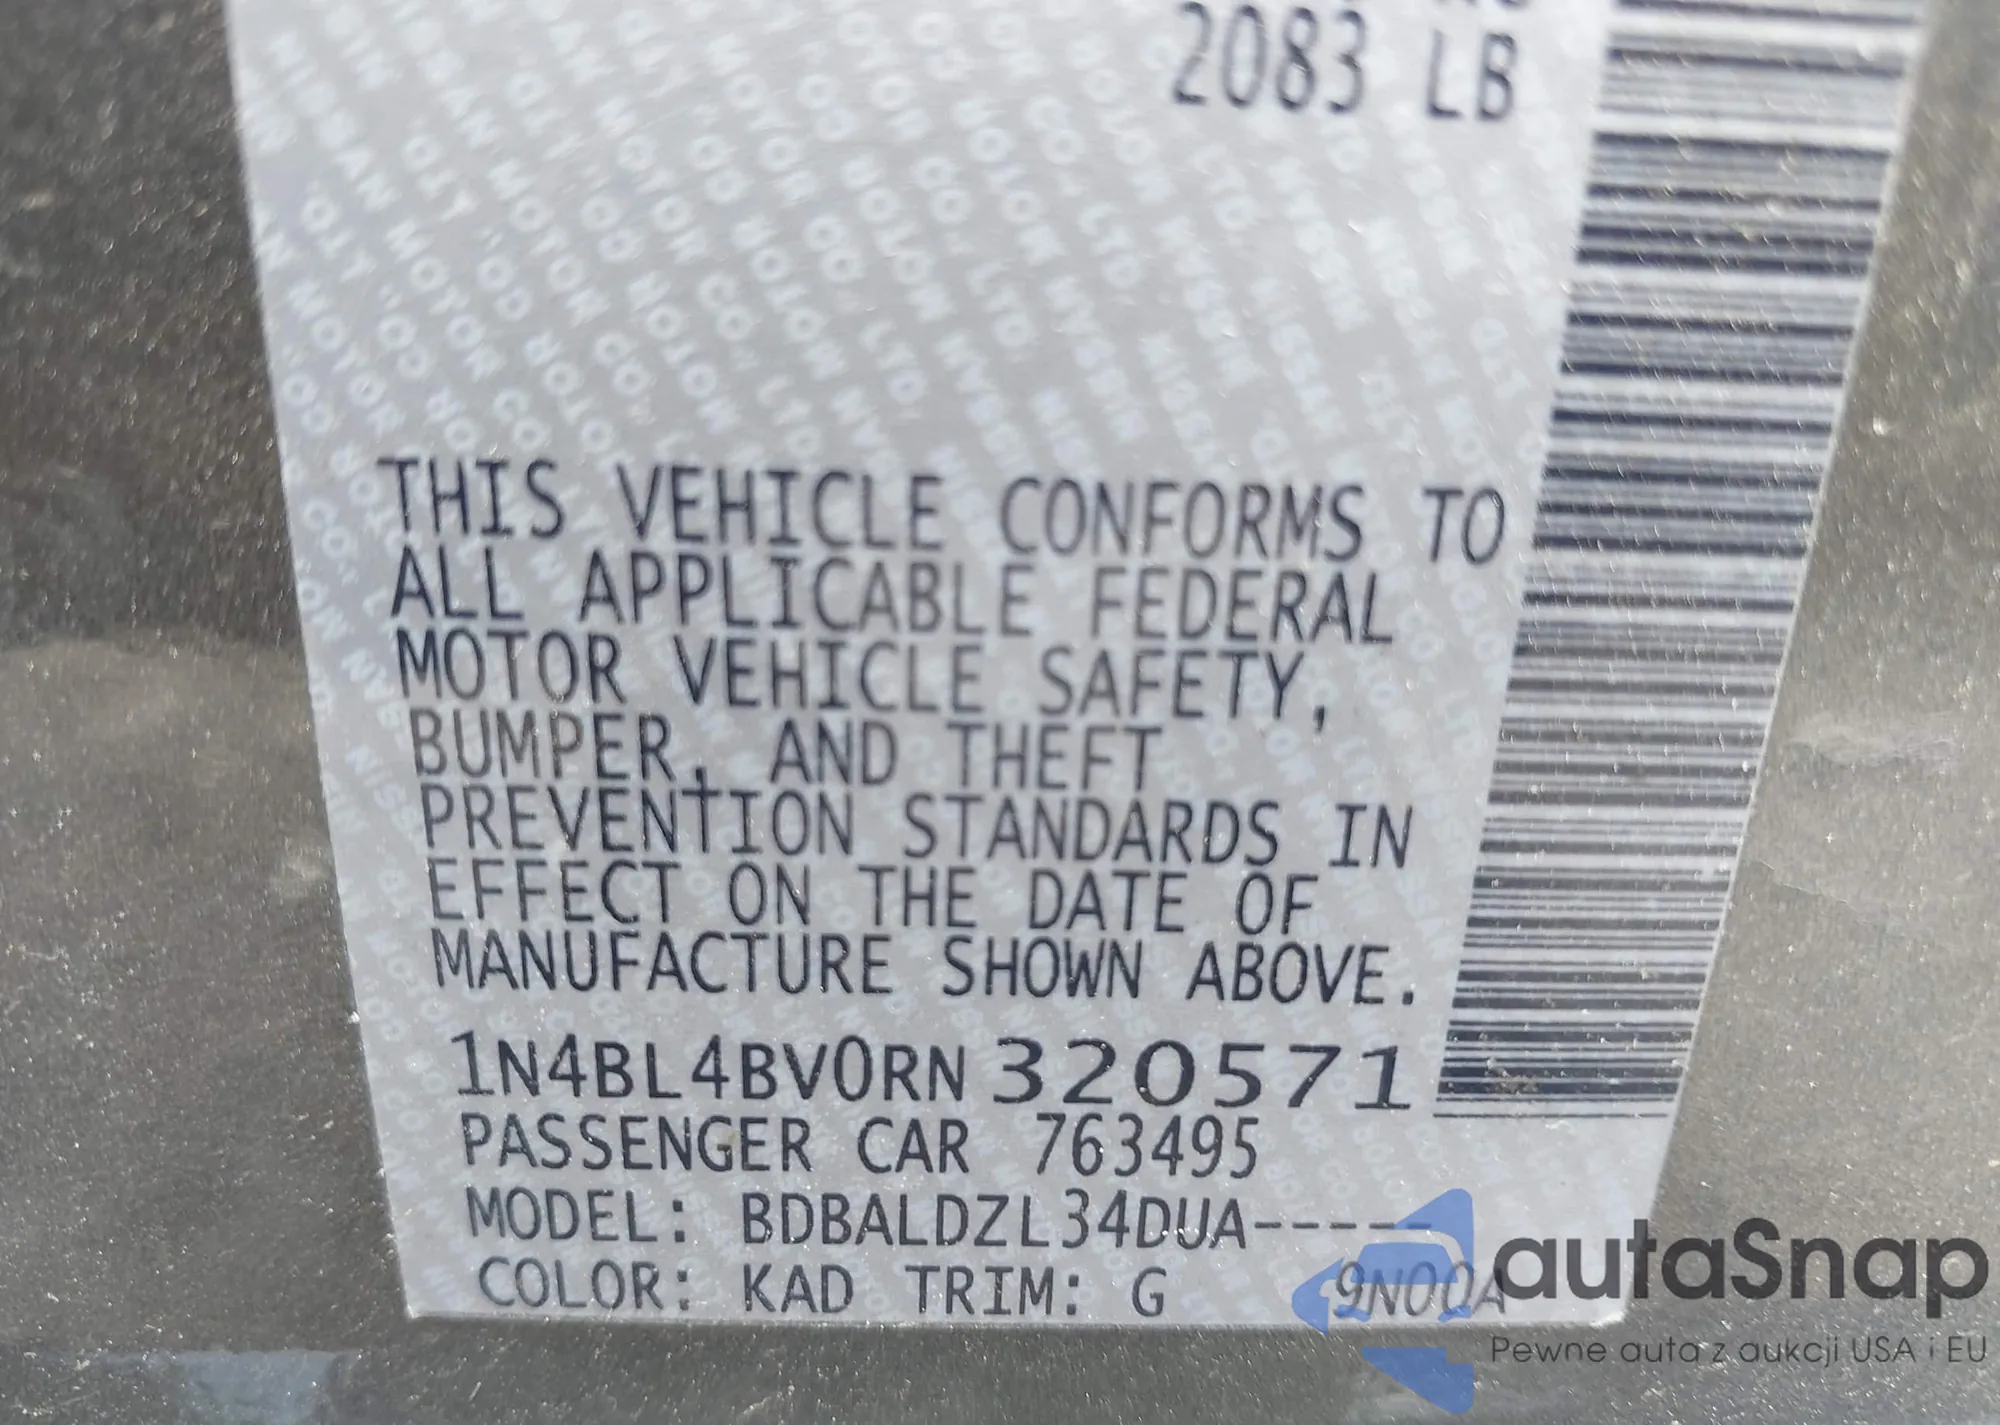 2083 LB
THIS VEHICLE CONFORMS TO
ALL APPLICABLE FEDERAL
MOTOR VEHICLE SAFETY,
BUMPER, AND THEFT
PREVENTION STANDARDS IN
EFFECT ON THE DATE OF
MANUFACTURE SHOWN ABOVE.
1N4BL4BV0RN320571
PASSENGER CAR 763495
MODEL: BDBALDZL34DUA-----
COLOR: KAD TRIM: G 9N00A
autaSnap
Pewne auta z aukcji USA i EU